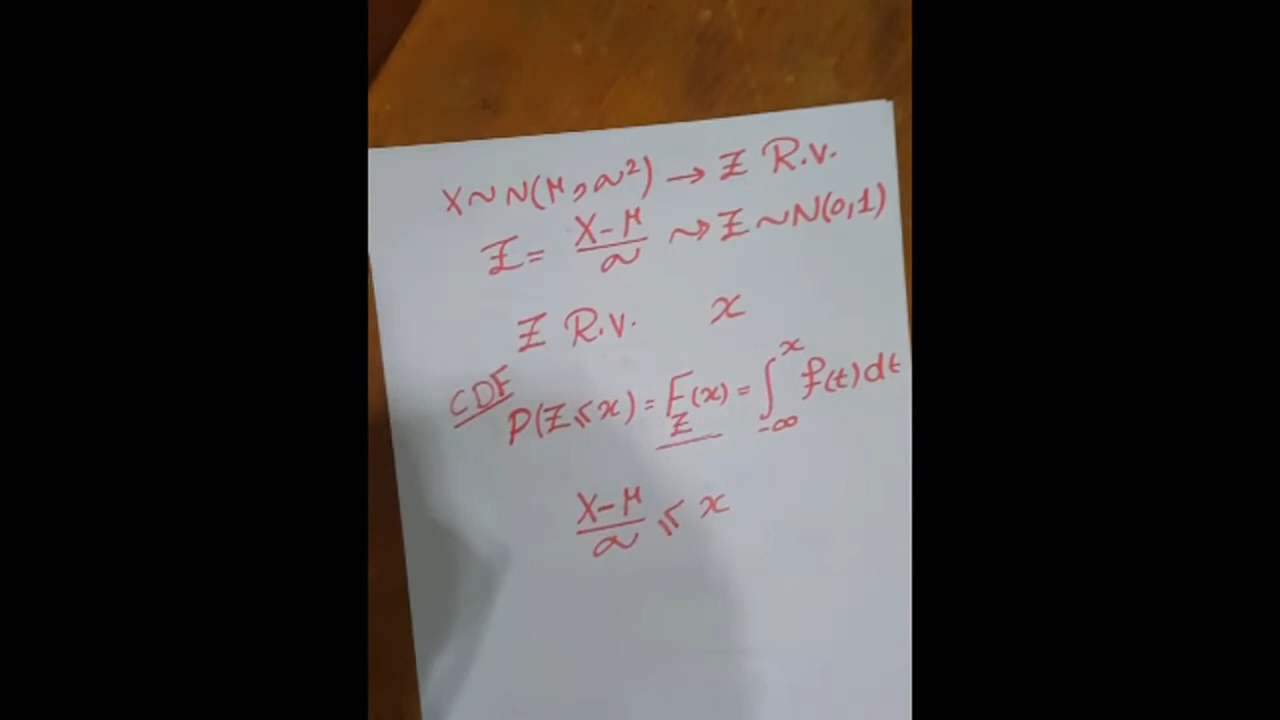 X ~ N(μ, σ²) → Z R.v.
Z = (X-μ)/σ ⇝ Z ~ N(0,1)
Z R.v. x
CDF
P(Z ⩽ x) = F_Z(x) = ∫_{-∞}^{x} f(t) dt
(X-μ)/σ ⩽ x